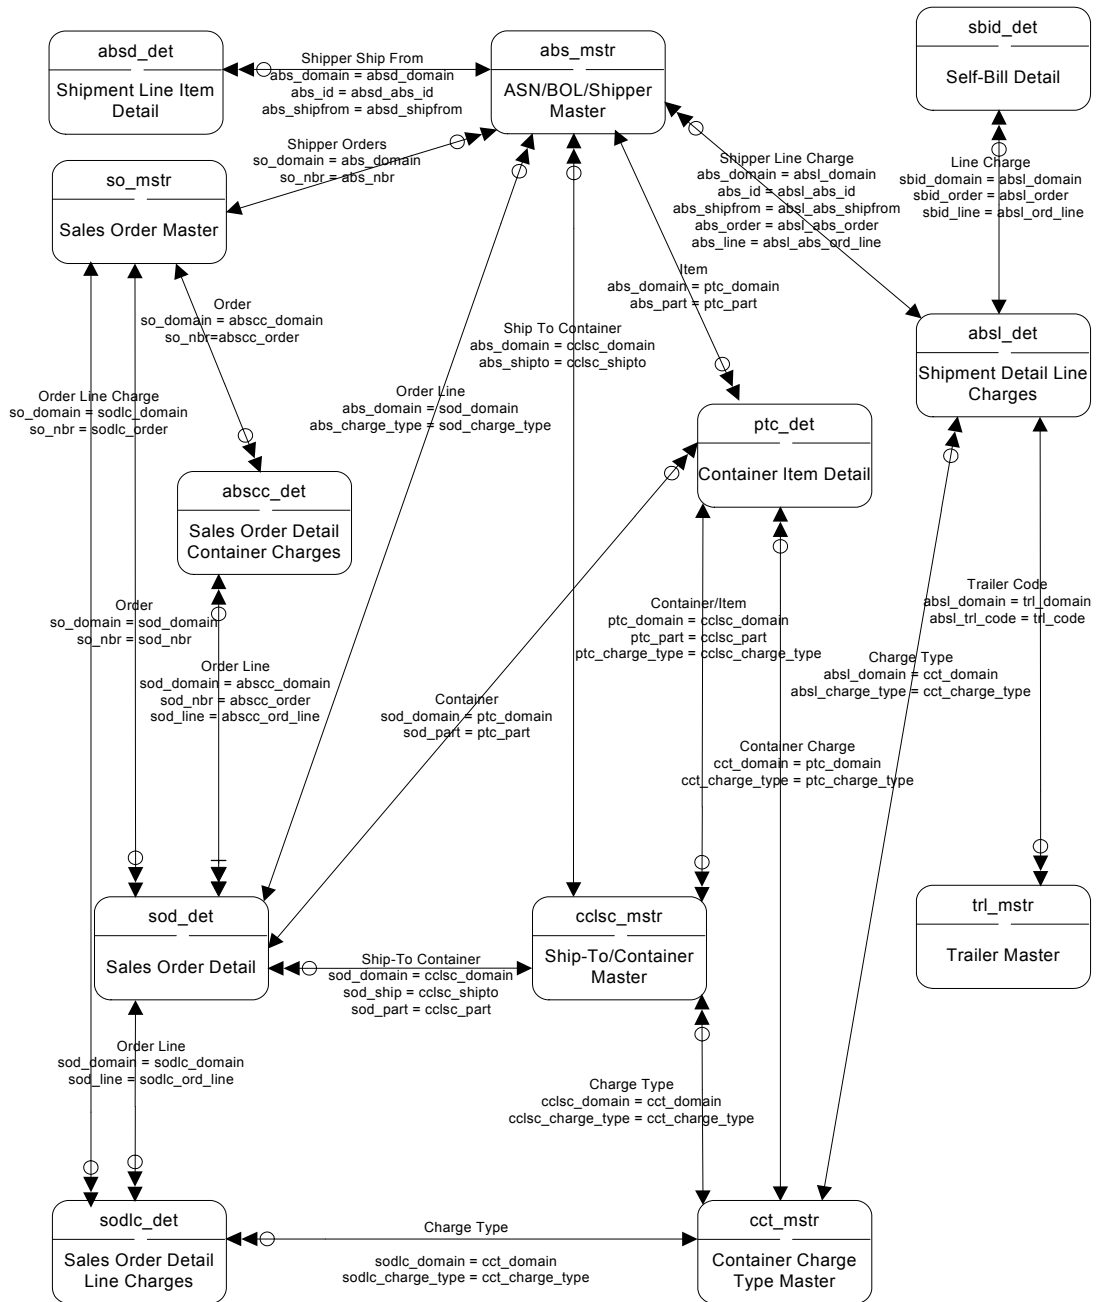 absd_det
Shipment Line Item
Detail
Shipper Ship From
abs_domain = absd_domain
abs_id = absd_abs_id
abs_shipfrom = absd_shipfrom
abs_mstr
ASN/BOL/Shipper
Master
sbid_det
Self-Bill Detail
Shipper Orders
so_domain = abs_domain
so_nbr = abs_nbr
so_mstr
Sales Order Master
Shipper Line Charge
abs_domain = absl_domain
abs_id = absl_abs_id
abs_shipfrom = absl_abs_shipfrom
abs_order = absl_abs_order
abs_line = absl_abs_ord_line
Line Charge
sbid_domain = absl_domain
sbid_order = absl_order
sbid_line = absl_ord_line
Item
abs_domain = ptc_domain
abs_part = ptc_part
Order
so_domain = abscc_domain
so_nbr=abscc_order
Ship To Container
abs_domain = cclsc_domain
abs_shipto = cclsc_shipto
absl_det
Shipment Detail Line
Charges
Order Line Charge
so_domain = sodlc_domain
so_nbr = sodlc_order
Order Line
abs_domain = sod_domain
abs_charge_type = sod_charge_type
ptc_det
Container Item Detail
abscc_det
Sales Order Detail
Container Charges
Order
so_domain = sod_domain
so_nbr = sod_nbr
Container/Item
ptc_domain = cclsc_domain
ptc_part = cclsc_part
ptc_charge_type = cclsc_charge_type
Trailer Code
absl_domain = trl_domain
absl_trl_code = trl_code
Order Line
sod_domain = abscc_domain
sod_nbr = abscc_order
sod_line = abscc_ord_line
Charge Type
absl_domain = cct_domain
absl_charge_type = cct_charge_type
Container
sod_domain = ptc_domain
sod_part = ptc_part
Container Charge
cct_domain = ptc_domain
cct_charge_type = ptc_charge_type
sod_det
Sales Order Detail
Ship-To Container
sod_domain = cclsc_domain
sod_ship = cclsc_shipto
sod_part = cclsc_part
cclsc_mstr
Ship-To/Container
Master
trl_mstr
Trailer Master
Order Line
sod_domain = sodlc_domain
sod_line = sodlc_ord_line
Charge Type
cclsc_domain = cct_domain
cclsc_charge_type = cct_charge_type
sodlc_det
Sales Order Detail
Line Charges
Charge Type
sodlc_domain = cct_domain
sodlc_charge_type = cct_charge_type
cct_mstr
Container Charge
Type Master